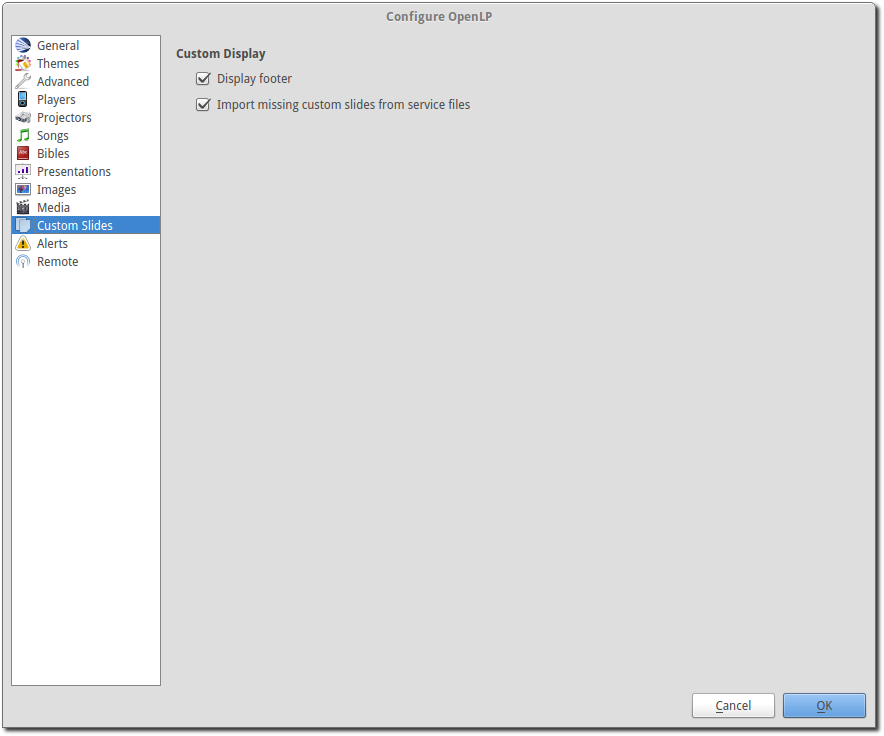 Configure OpenLP
General
Themes
Advanced
Players
Projectors
Songs
Bibles
Presentations
Images
Media
Custom Slides
Alerts
Remote
Custom Display
Display footer
Import missing custom slides from service files
Cancel
OK